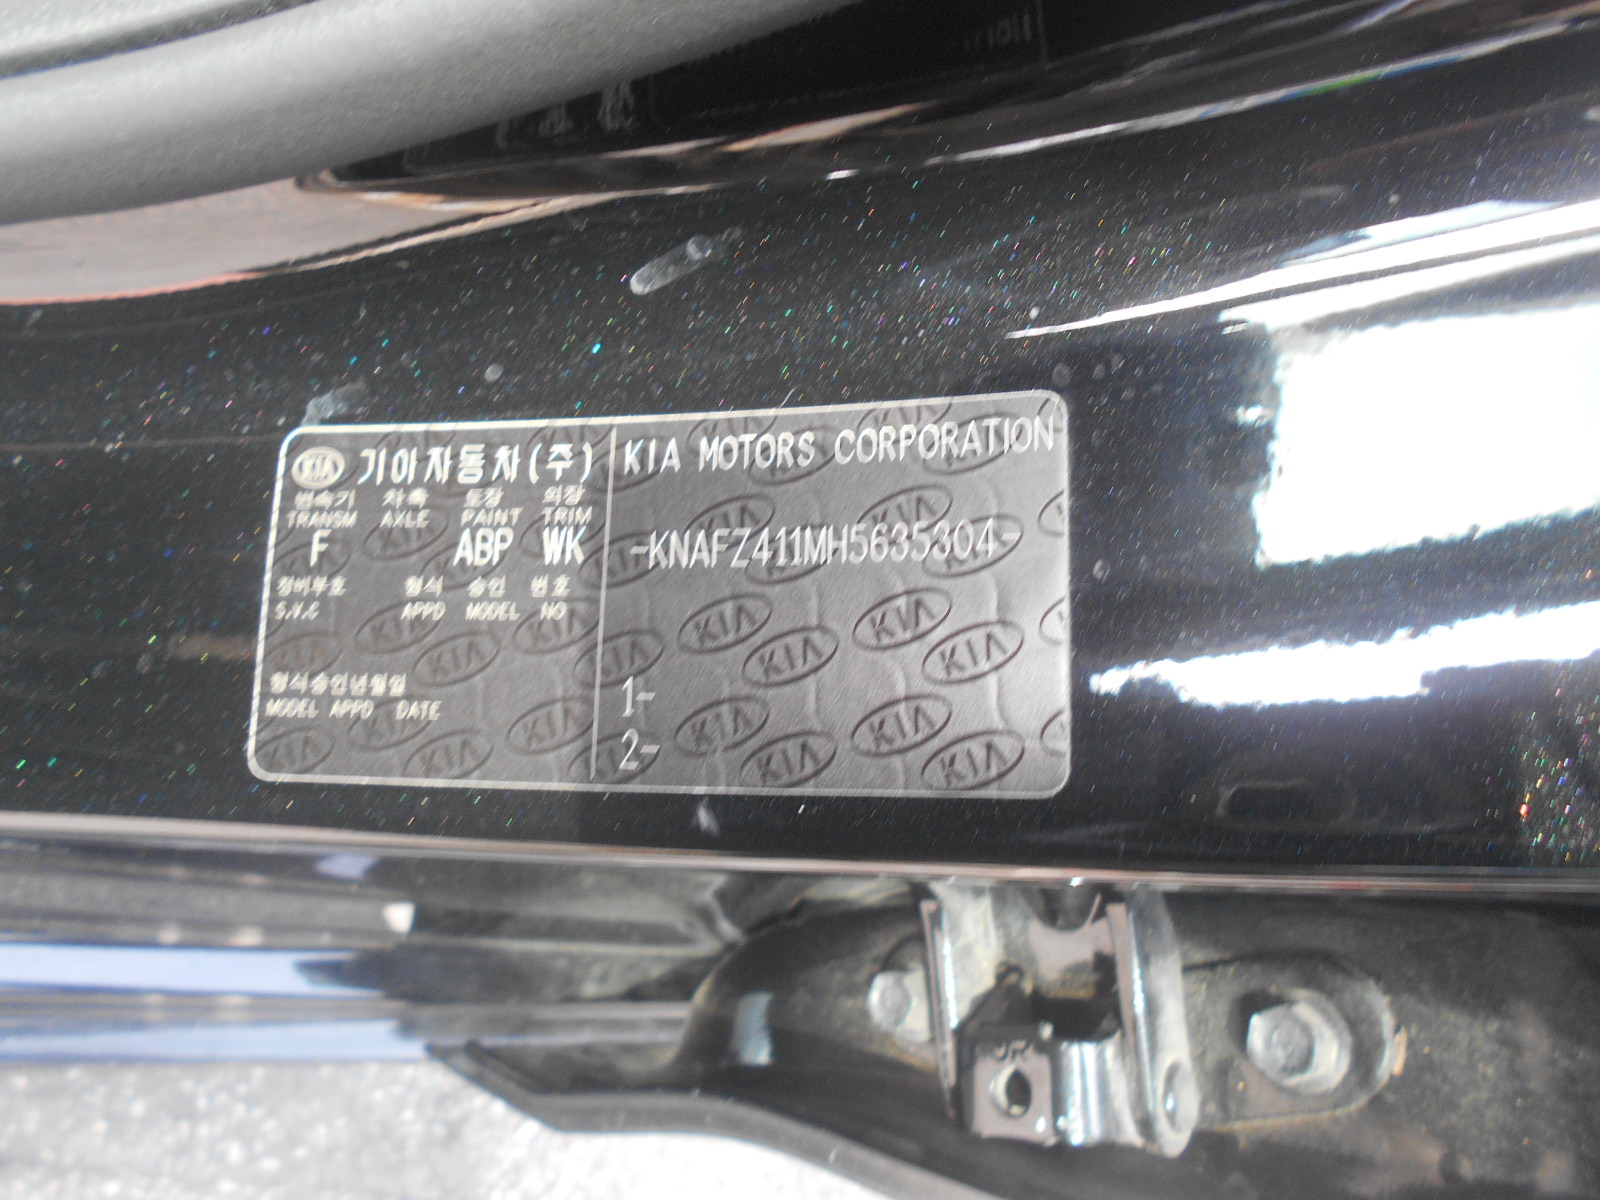 KIA 기아자동차(주)
변속기 차축 도장 의장
TRANSM AXLE PAINT TRIM
F ABP WK
정비부호 형식 승인 번호
S.V.C APPD MODEL NO
형식승인년월일
MODEL APPD DATE
KIA MOTORS CORPORATION
-KNAFZ411MH5635304-
1-
2-